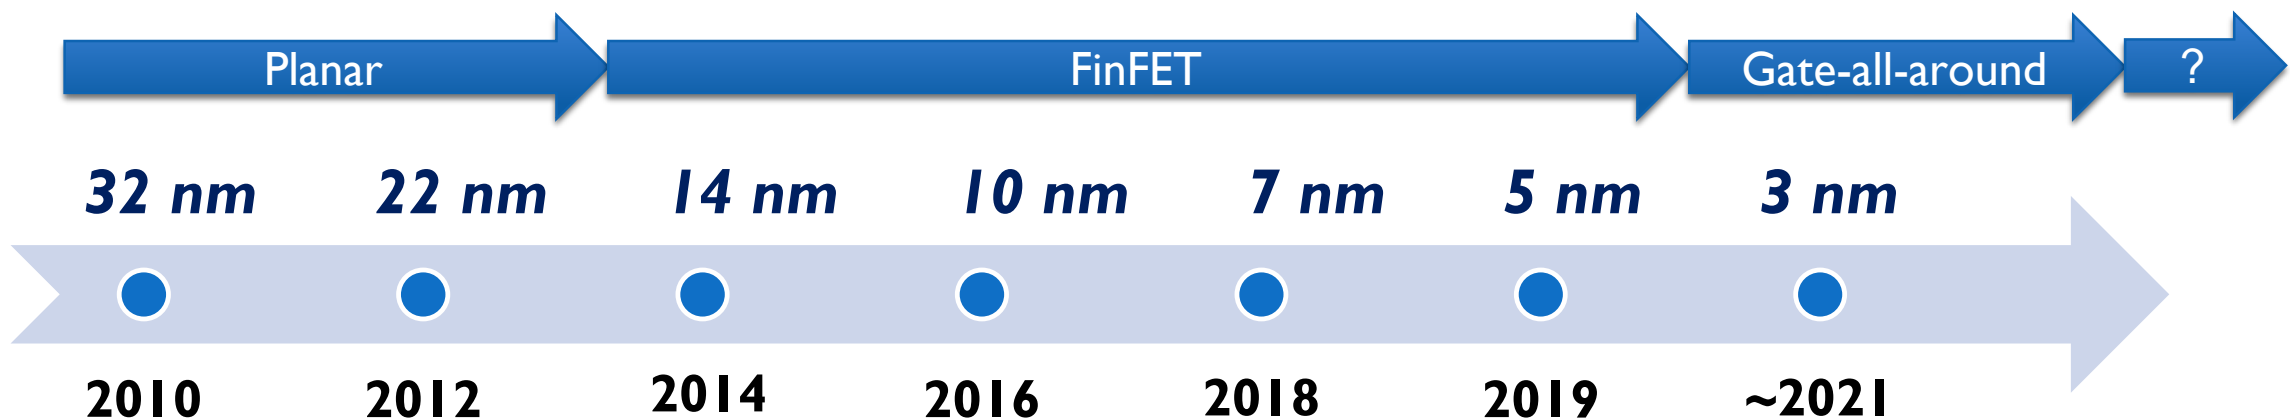 Planar FinFET Gate-all-around ?
32 nm 22 nm 14 nm 10 nm 7 nm 5 nm 3 nm
2010 2012 2014 2016 2018 2019 ~2021